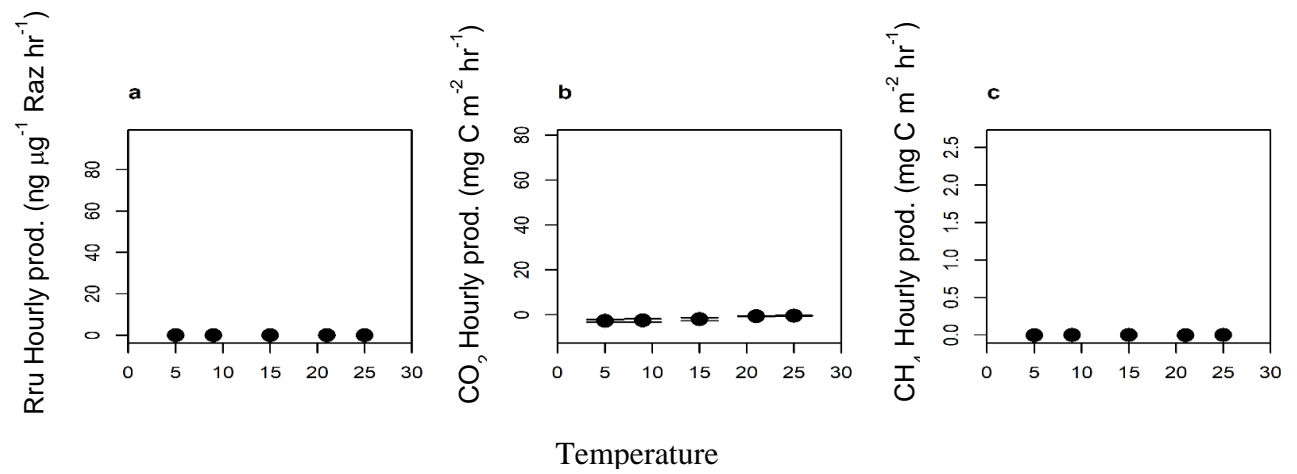 a
Rru Hourly prod. (ng µg⁻¹ Raz hr⁻¹)
0 20 40 60 80
0 5 10 15 20 25 30
b
CO₂ Hourly prod. (mg C m⁻² hr⁻¹)
0 20 40 60 80
0 5 10 15 20 25 30
c
CH₄ Hourly prod. (mg C m⁻² hr⁻¹)
0.0 0.5 1.0 1.5 2.0 2.5
0 5 10 15 20 25 30
Temperature